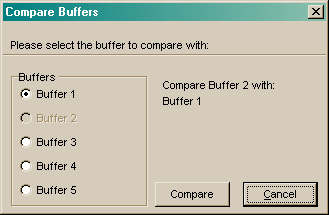 Compare Buffers
Please select the buffer to compare with:
Buffers
Buffer 1
Buffer 2
Buffer 3
Buffer 4
Buffer 5
Compare Buffer 2 with:
Buffer 1
Compare
Cancel